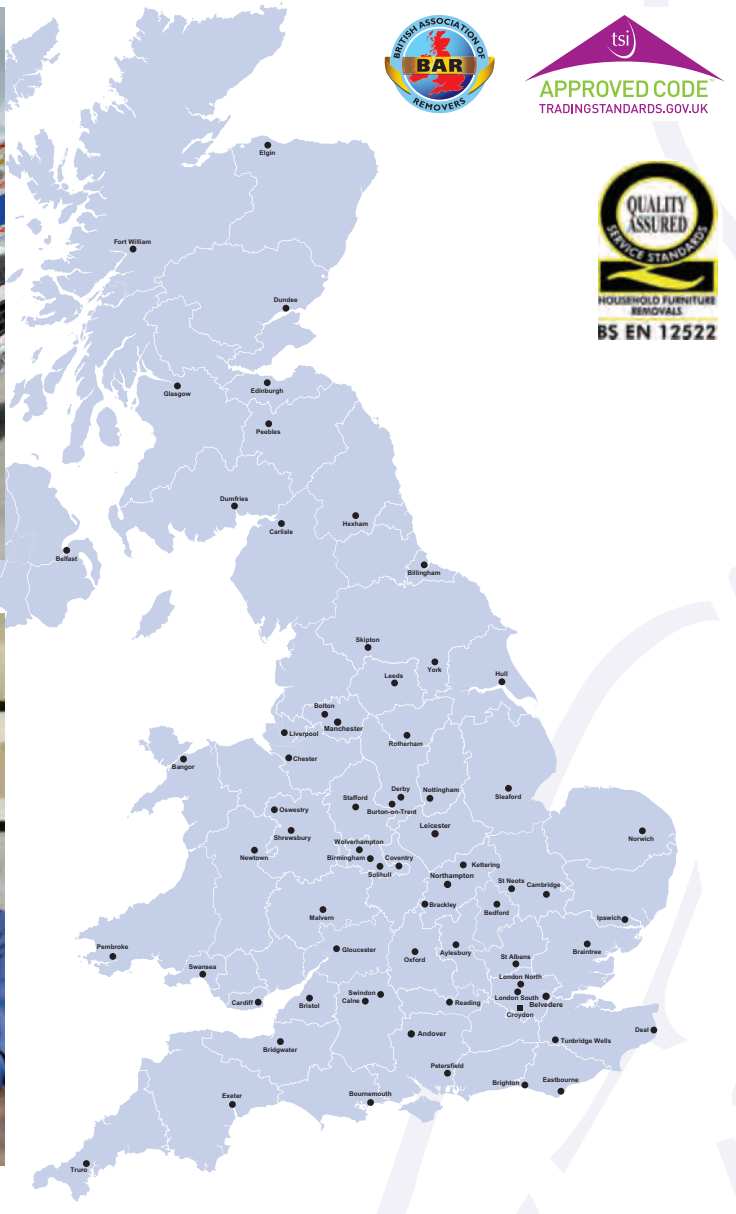 BRITISH ASSOCIATION OF
BAR
REMOVERS
tsi
APPROVED CODE
TRADINGSTANDARDS.GOV.UK
QUALITY
ASSURED
SERVICE STANDARDS
HOUSEHOLD FURNITURE
REMOVALS
BS EN 12522
Elgin
Fort William
Dundee
Glasgow
Edinburgh
Peebles
Dumfries
Carlisle
Hexham
Belfast
Billingham
Skipton
York
Leeds
Hull
Bolton
Manchester
Liverpool
Rotherham
Chester
Bangor
Derby
Nottingham
Stafford
Burton-on-Trent
Sleaford
Oswestry
Shrewsbury
Leicester
Norwich
Wolverhampton
Newtown
Birmingham
Coventry
Solihull
Kettering
Northampton
St Neots
Cambridge
Brackley
Bedford
Malvern
Ipswich
Pembroke
Gloucester
Oxford
Aylesbury
Braintree
St Albans
Swansea
London North
Swindon
London South
Cardiff
Bristol
Calne
Reading
Belvedere
Croydon
Deal
Andover
Tunbridge Wells
Bridgwater
Petersfield
Brighton
Eastbourne
Exeter
Bournemouth
Truro